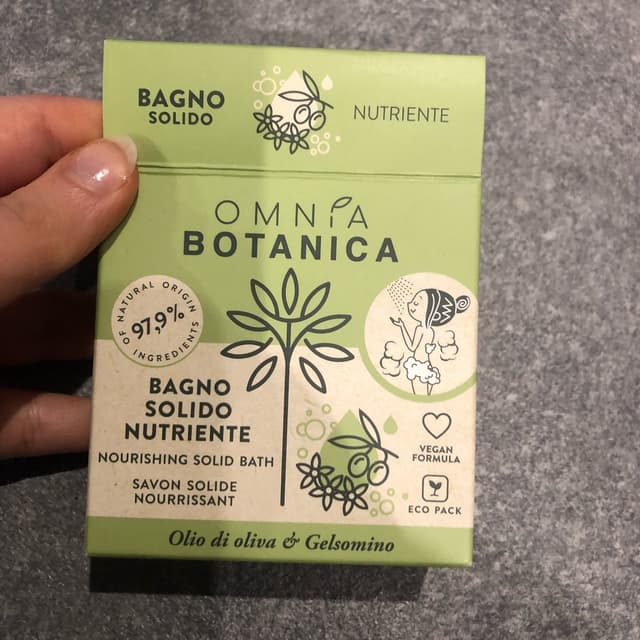 BAGNO
SOLIDO
NUTRIENTE
OMNIA
BOTANICA
97,9%
OF NATURAL ORIGIN
INGREDIENTS
BAGNO
SOLIDO
NUTRIENTE
NOURISHING SOLID BATH
SAVON SOLIDE
NOURRISSANT
VEGAN
FORMULA
ECO PACK
Olio di oliva & Gelsomino